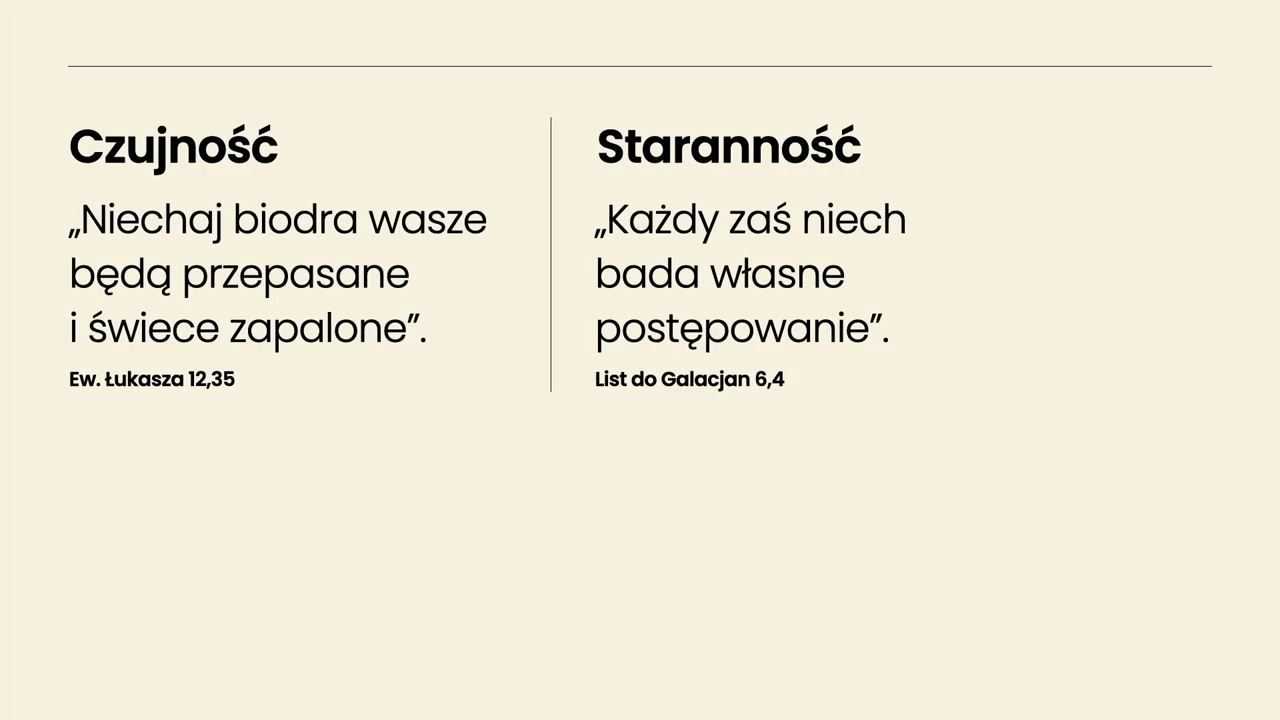 Czujność
„Niechaj biodra wasze
będą przepasane
i świece zapalone”.
Ew. Łukasza 12,35
Staranność
„Każdy zaś niech
bada własne
postępowanie”.
List do Galacjan 6,4